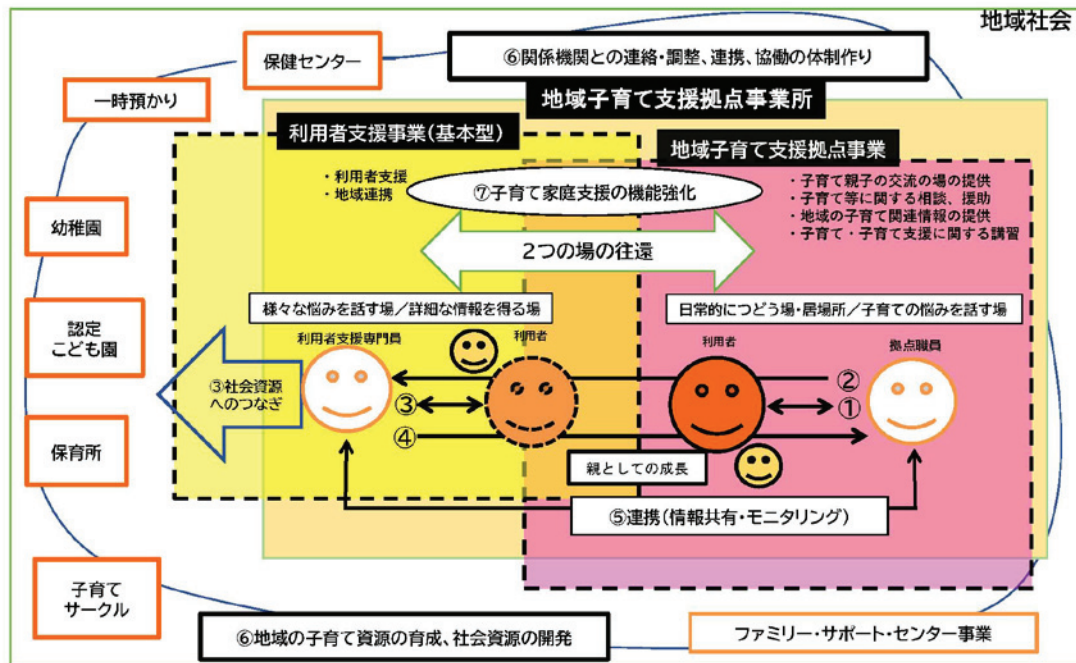 地域社会
保健センター
⑥関係機関との連絡・調整、連携、協働の体制作り
一時預かり
地域子育て支援拠点事業所
利用者支援事業(基本型)
地域子育て支援拠点事業
・利用者支援
・地域連携
⑦子育て家庭支援の機能強化
・子育て親子の交流の場の提供
・子育て等に関する相談、援助
・地域の子育て関連情報の提供
・子育て・子育て支援に関する講習
幼稚園
2つの場の往還
様々な悩みを話す場/詳細な情報を得る場
日常的につどう場・居場所/子育ての悩みを話す場
認定
こども園
利用者支援専門員
利用者
利用者
拠点職員
③社会資源
へのつなぎ
②
③
①
④
保育所
親としての成長
⑤連携(情報共有・モニタリング)
子育て
サークル
⑥地域の子育て資源の育成、社会資源の開発
ファミリー・サポート・センター事業